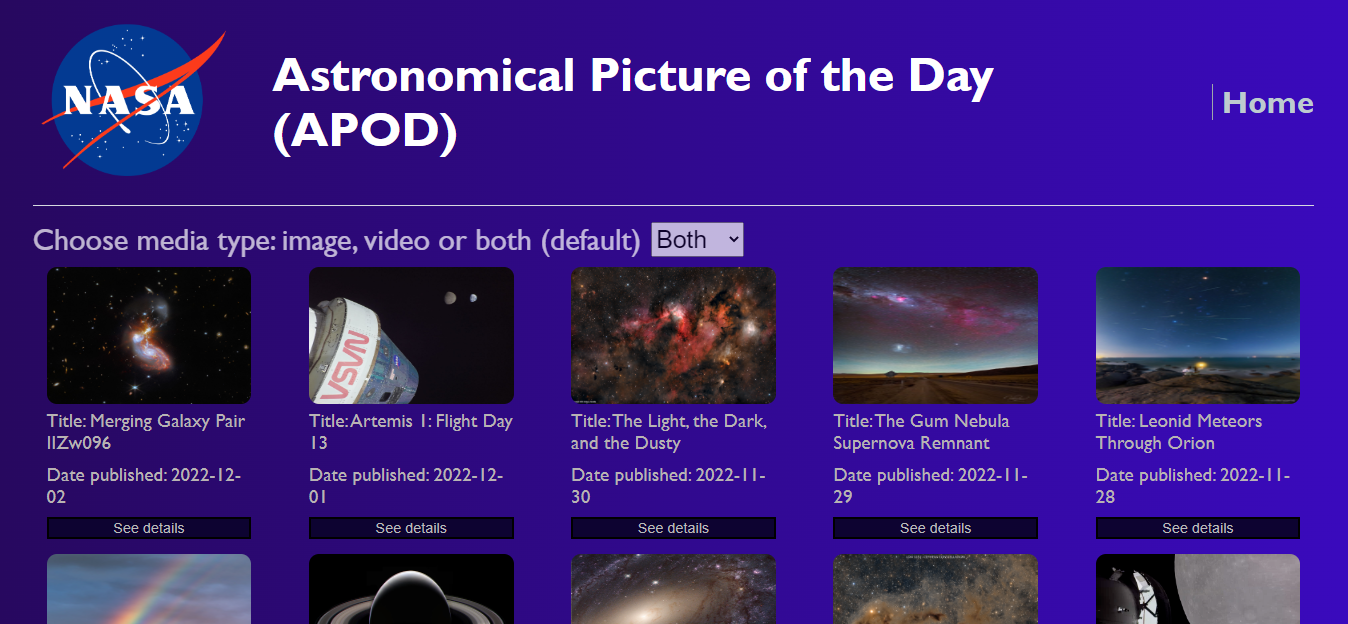 NASA
Astronomical Picture of the Day
(APOD)
Home
Choose media type: image, video or both (default) Both
NASA
Title: Merging Galaxy Pair
IIZw096
Date published: 2022-12-
02
See details
Title: Artemis 1: Flight Day
13
Date published: 2022-12-
01
See details
Title: The Light, the Dark,
and the Dusty
Date published: 2022-11-
30
See details
Title: The Gum Nebula
Supernova Remnant
Date published: 2022-11-
29
See details
Title: Leonid Meteors
Through Orion
Date published: 2022-11-
28
See details